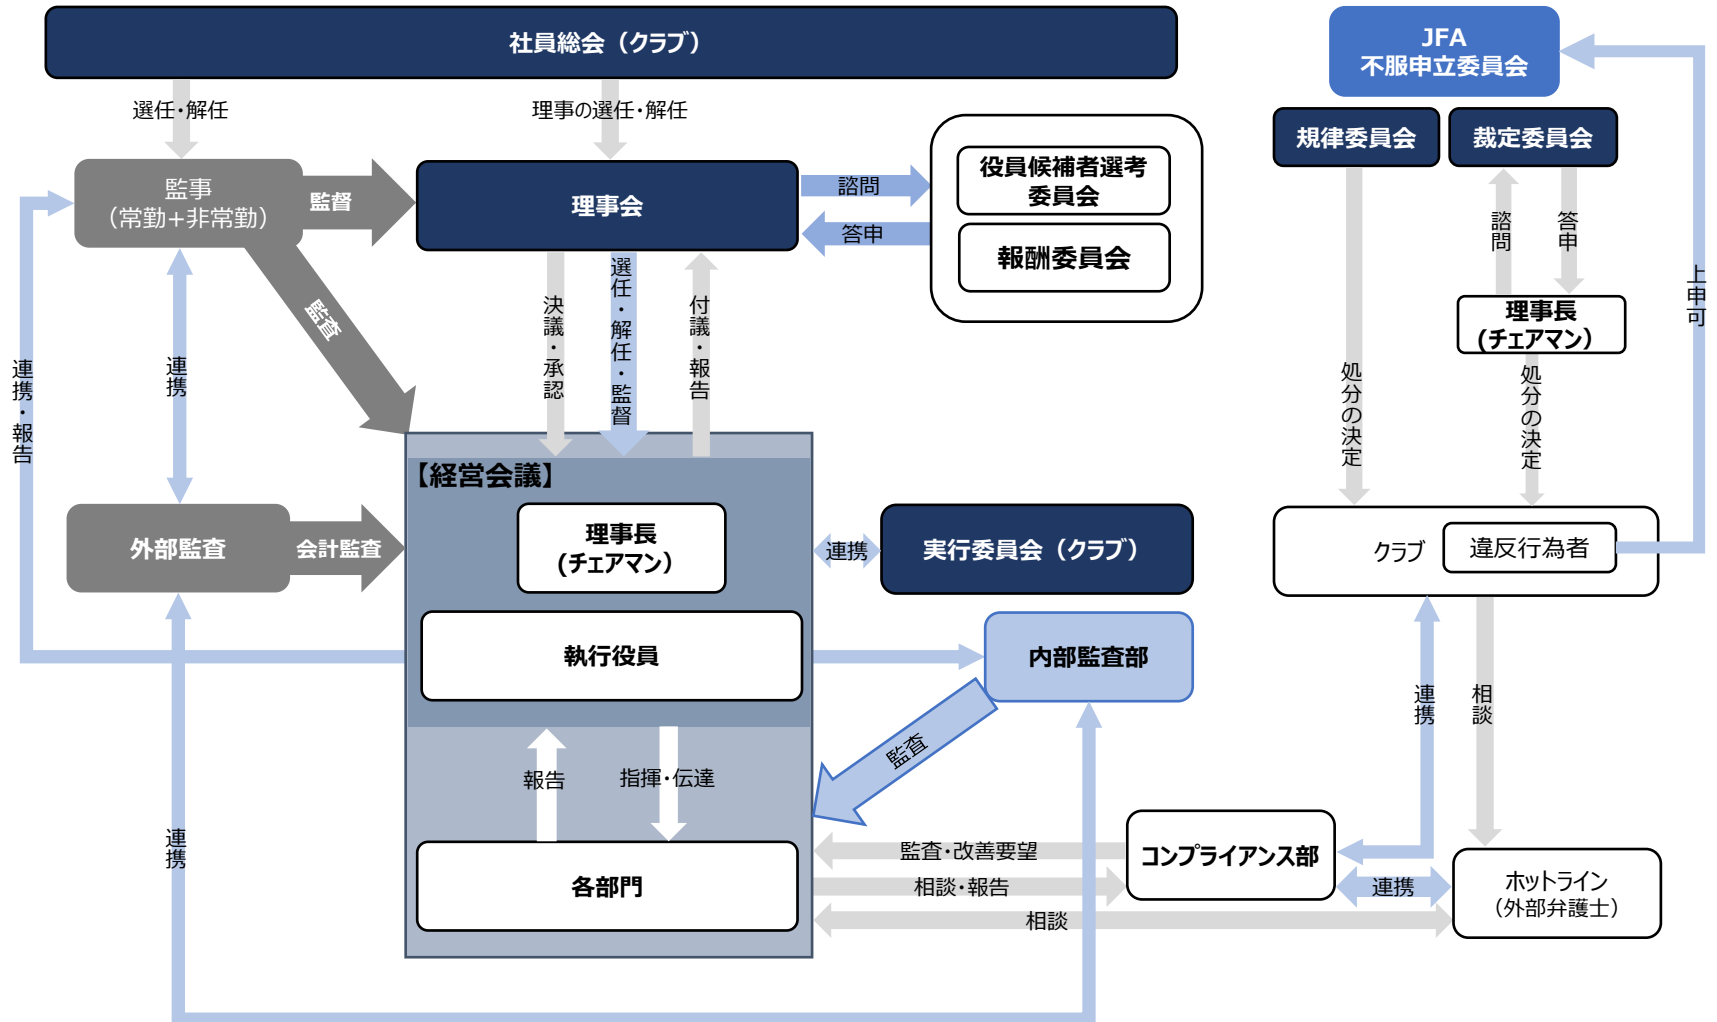 社員総会（クラブ）
JFA
不服申立委員会
選任・解任
理事の選任・解任
規律委員会
裁定委員会
監事
（常勤+非常勤）
監督
理事会
諮問
答申
役員候補者選考
委員会
報酬委員会
諮問
答申
上申可
監査
決議・承認
選任・解任・監督
付議・報告
理事長
(チェアマン）
連携・報告
連携
処分の決定
処分の決定
【経営会議】
外部監査
会計監査
理事長
(チェアマン）
連携
実行委員会（クラブ）
クラブ
違反行為者
執行役員
内部監査部
連携
相談
監査
報告
指揮・伝達
連携
各部門
監査・改善要望
相談・報告
相談
コンプライアンス部
連携
ホットライン
（外部弁護士）